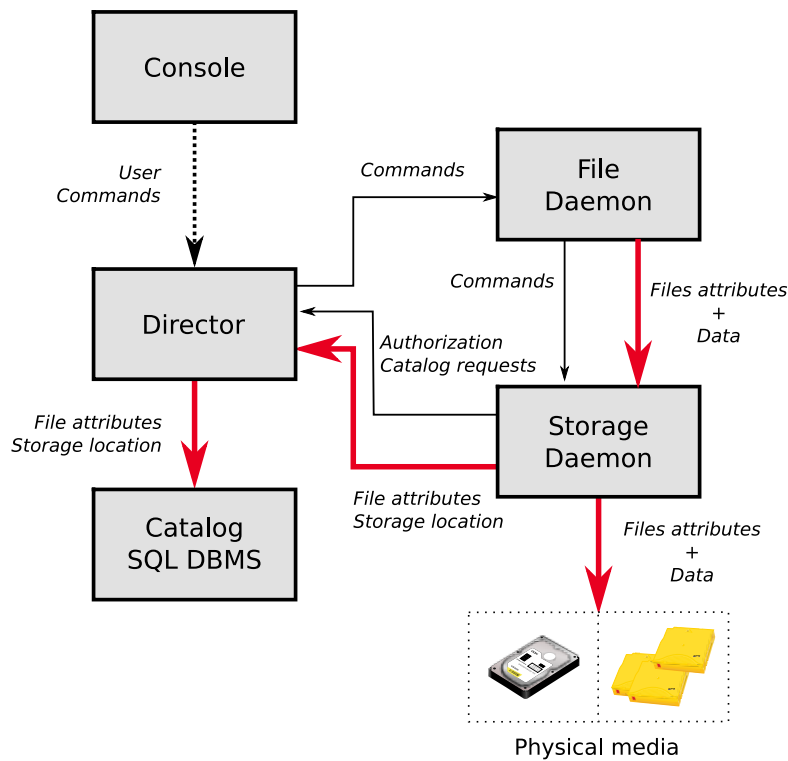 Console
User
Commands
Commands
File
Daemon
Commands
Files attributes
+
Data
Director
Authorization
Catalog requests
File attributes
Storage location
Storage
Daemon
File attributes
Storage location
Catalog
SQL DBMS
Files attributes
+
Data
Physical media